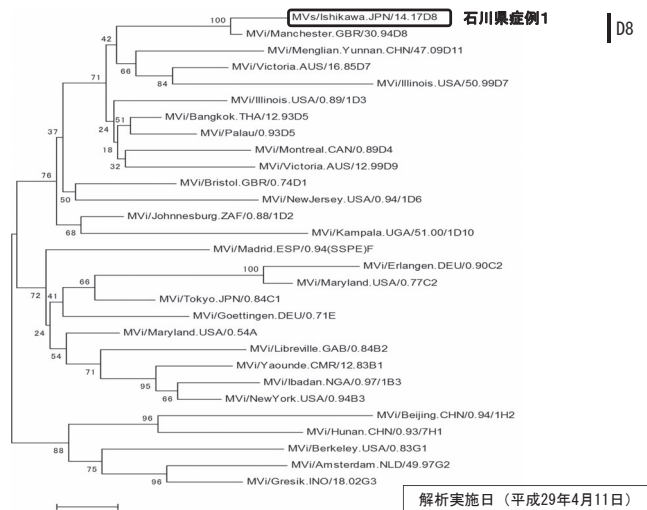 100
MVs/Ishikawa.JPN/14.17D8
石川県症例1
D8
MVi/Manchester.GBR/30.94D8
42
MVi/Menglian.Yunnan.CHN/47.09D11
66
MVi/Victoria.AUS/16.85D7
71
84
MVi/Illinois.USA/50.99D7
MVi/Illinois.USA/0.89/1D3
51
MVi/Bangkok.THA/12.93D5
24
MVi/Palau/0.93D5
37
18
MVi/Montreal.CAN/0.89D4
32
MVi/Victoria.AUS/12.99D9
76
MVi/Bristol.GBR/0.74D1
50
MVi/NewJersey.USA/0.94/1D6
MVi/Johnnesburg.ZAF/0.88/1D2
68
MVi/Kampala.UGA/51.00/1D10
MVi/Madrid.ESP/0.94(SSPE)F
100
MVi/Erlangen.DEU/0.90C2
72
41
66
MVi/Maryland.USA/0.77C2
MVi/Tokyo.JPN/0.84C1
24
MVi/Goettingen.DEU/0.71E
MVi/Maryland.USA/0.54A
54
MVi/Libreville.GAB/0.84B2
71
MVi/Yaounde.CMR/12.83B1
95
MVi/Ibadan.NGA/0.97/1B3
66
MVi/NewYork.USA/0.94B3
96
MVi/Beijing.CHN/0.94/1H2
MVi/Hunan.CHN/0.93/7H1
88
MVi/Berkeley.USA/0.83G1
75
MVi/Amsterdam.NLD/49.97G2
96
MVi/Gresik.INO/18.02G3
解析実施日（平成29年4月11日）